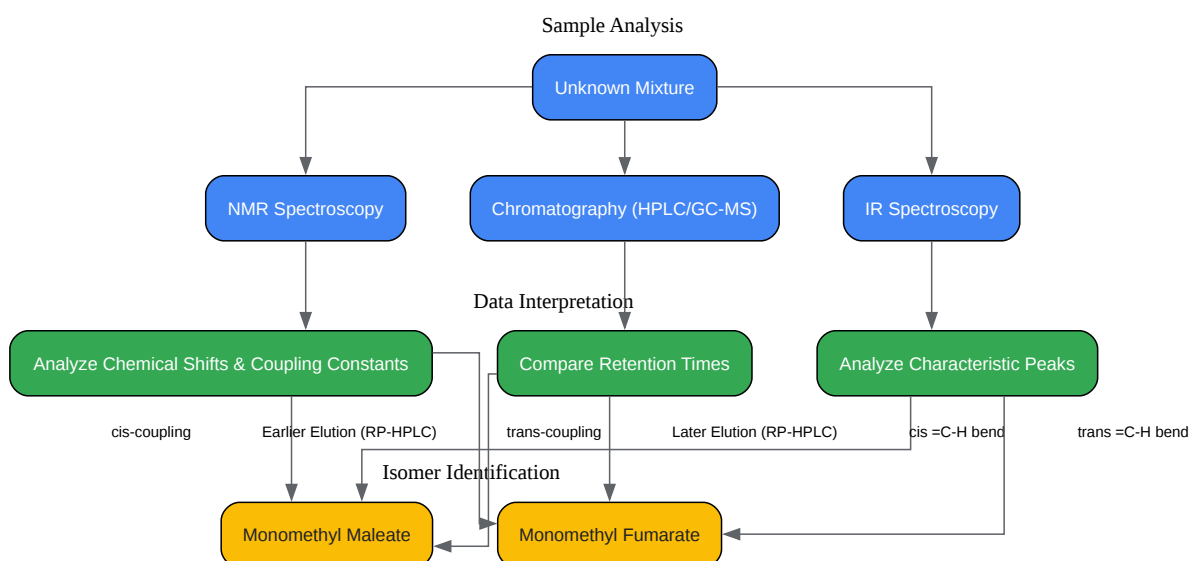 Sample Analysis
Unknown Mixture
NMR Spectroscopy
Chromatography (HPLC/GC-MS)
IR Spectroscopy
Data Interpretation
Analyze Chemical Shifts & Coupling Constants
Compare Retention Times
Analyze Characteristic Peaks
cis-coupling
Earlier Elution (RP-HPLC)
trans-coupling
Later Elution (RP-HPLC)
cis =C-H bend
trans =C-H bend
Isomer Identification
Monomethyl Maleate
Monomethyl Fumarate